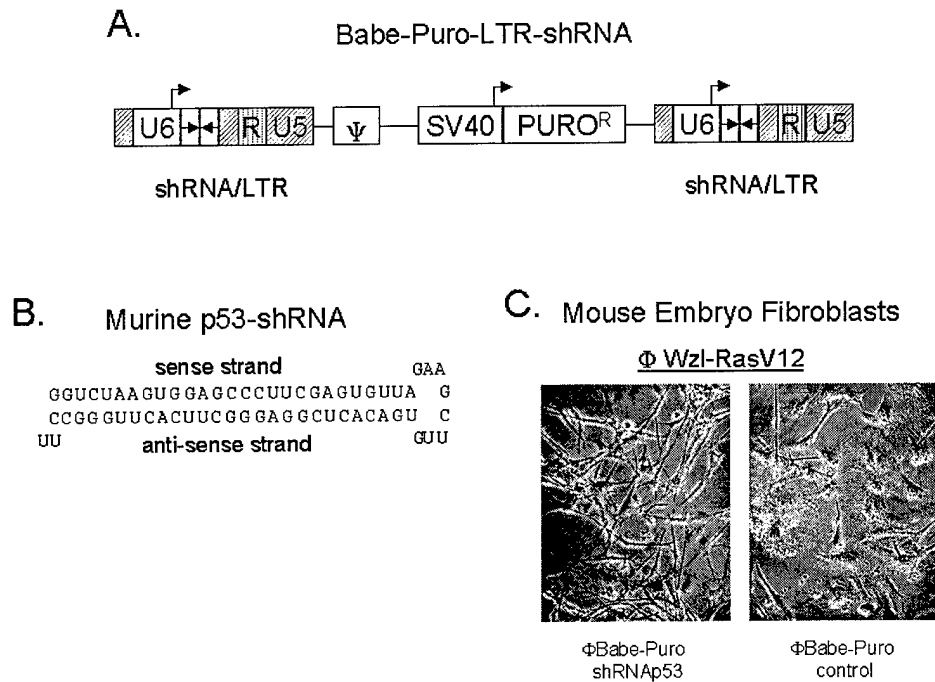 A.
Babe-Puro-LTR-shRNA
U6 R U5 Ψ SV40 PURO^R U6 R U5
shRNA/LTR shRNA/LTR
B. Murine p53-shRNA
sense strand
GAA
GGUCUAAGUGGAGCCCUUCGAGUGUUA G
CCGGGUUCACUUCGGGAGGCUCACAGU C
UU anti-sense strand GUU
C. Mouse Embryo Fibroblasts
Φ Wzl-RasV12
ΦBabe-Puro
shRNAp53
ΦBabe-Puro
control